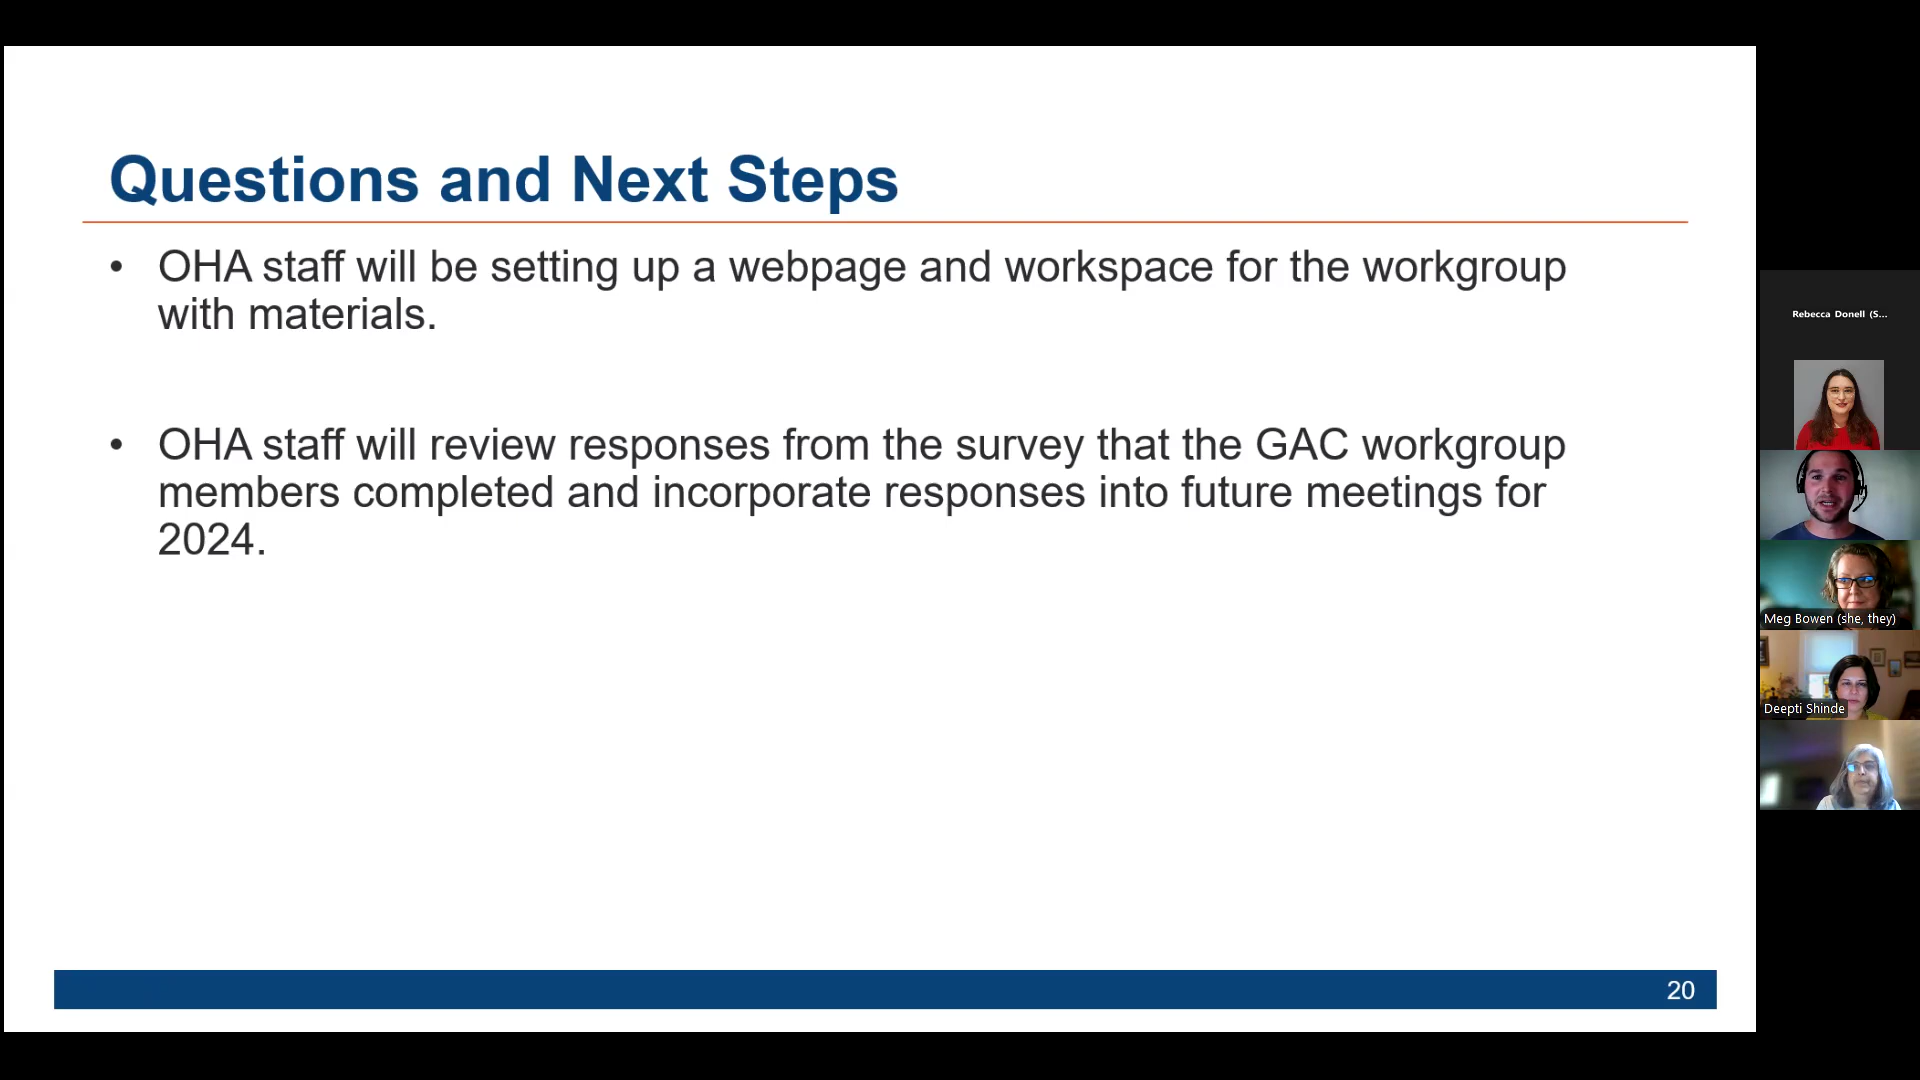 Questions and Next Steps
• OHA staff will be setting up a webpage and workspace for the workgroup
with materials.
• OHA staff will review responses from the survey that the GAC workgroup
members completed and incorporate responses into future meetings for
2024.
20
Rebecca Donell (S...
Meg Bowen (she, they)
Deepti Shinde